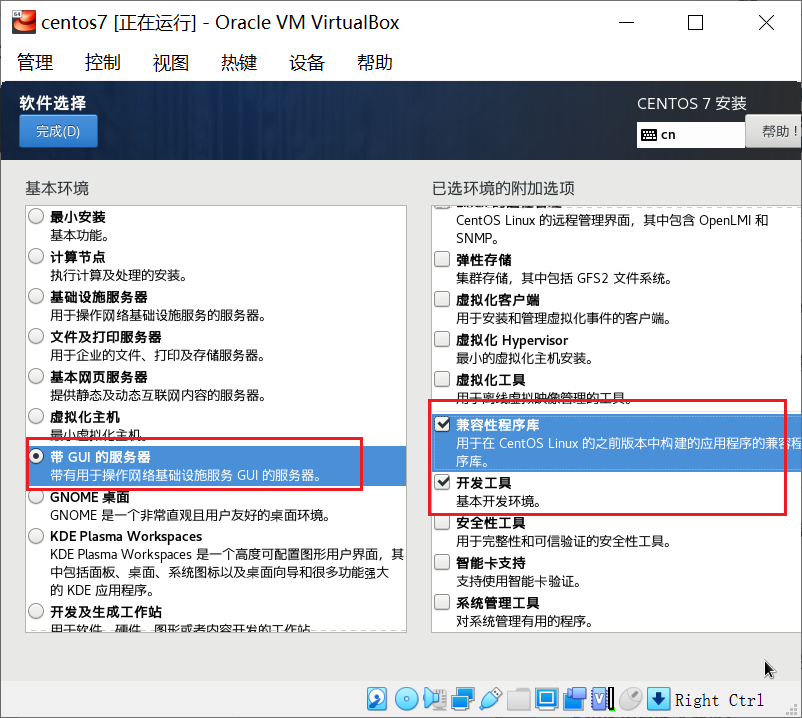 centos7 [正在运行] - Oracle VM VirtualBox
管理 控制 视图 热键 设备 帮助
软件选择
完成(D)
CENTOS 7 安装
cn
帮助！
基本环境
最小安装
基本功能。
计算节点
执行计算及处理的安装。
基础设施服务器
用于操作网络基础设施服务的服务器。
文件及打印服务器
用于企业的文件、打印及存储服务器。
基本网页服务器
提供静态及动态互联网内容的服务器。
虚拟化主机
最小虚拟化主机。
带 GUI 的服务器
带有用于操作网络基础设施服务 GUI 的服务器。
GNOME 桌面
GNOME 是一个非常直观且用户友好的桌面环境。
KDE Plasma Workspaces
KDE Plasma Workspaces 是一个高度可配置图形用户界面，其
中包括面板、桌面、系统图标以及桌面向导和很多功能强大
的 KDE 应用程序。
开发及生成工作站
用于软件、硬件、图形或者内容开发的工作站。
已选环境的附加选项
CentOS Linux 的远程管理界面，其中包含 OpenLMI 和
SNMP。
弹性存储
集群存储，其中包括 GFS2 文件系统。
虚拟化客户端
用于安装和管理虚拟化事件的客户端。
虚拟化 Hypervisor
最小的虚拟化主机安装。
虚拟化工具
用于离线虚拟映像管理的工具。
兼容性程序库
用于在 CentOS Linux 的之前版本中构建的应用程序的兼容程
序库。
开发工具
基本开发环境。
安全性工具
用于完整性和可信验证的安全性工具。
智能卡支持
支持使用智能卡验证。
系统管理工具
对系统管理有用的程序。
Right Ctrl